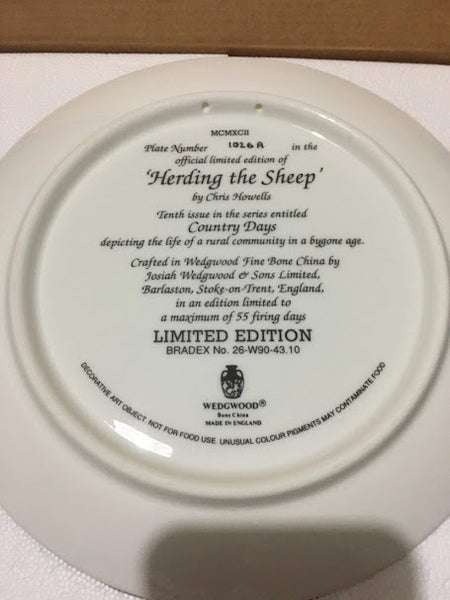 MCMXCII
Plate Number 1026A in the
official limited edition of
'Herding the Sheep'
by Chris Howells
Tenth issue in the series entitled
Country Days
depicting the life of a rural community in a bygone age.
Crafted in Wedgwood Fine Bone China by
Josiah Wedgwood & Sons Limited,
Barlaston, Stoke-on-Trent, England,
in an edition limited to
a maximum of 55 firing days
LIMITED EDITION
BRADEX No. 26-W90-43.10
WEDGWOOD®
Bone China
MADE IN ENGLAND
DECORATIVE ART OBJECT NOT FOR FOOD USE. UNUSUAL COLOUR PIGMENTS MAY CONTAMINATE FOOD